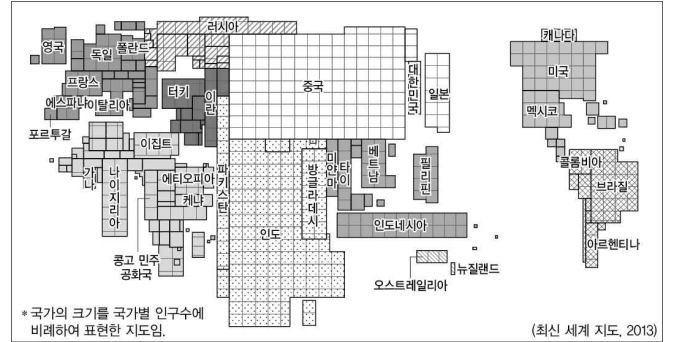 러시아
영국
독일
폴란드
프랑스
에스파냐
이탈리아
포르투갈
터키
이란
중국
대한민국
일본
캐나다
미국
멕시코
이집트
가나
나이지리아
에티오피아
케냐
콩고 민주
공화국
파키스탄
인도
방글라데시
미얀마
타이
베트남
필리핀
인도네시아
오스트레일리아
뉴질랜드
콜롬비아
브라질
아르헨티나
* 국가의 크기를 국가별 인구수에
비례하여 표현한 지도임.
(최신 세계 지도, 2013)